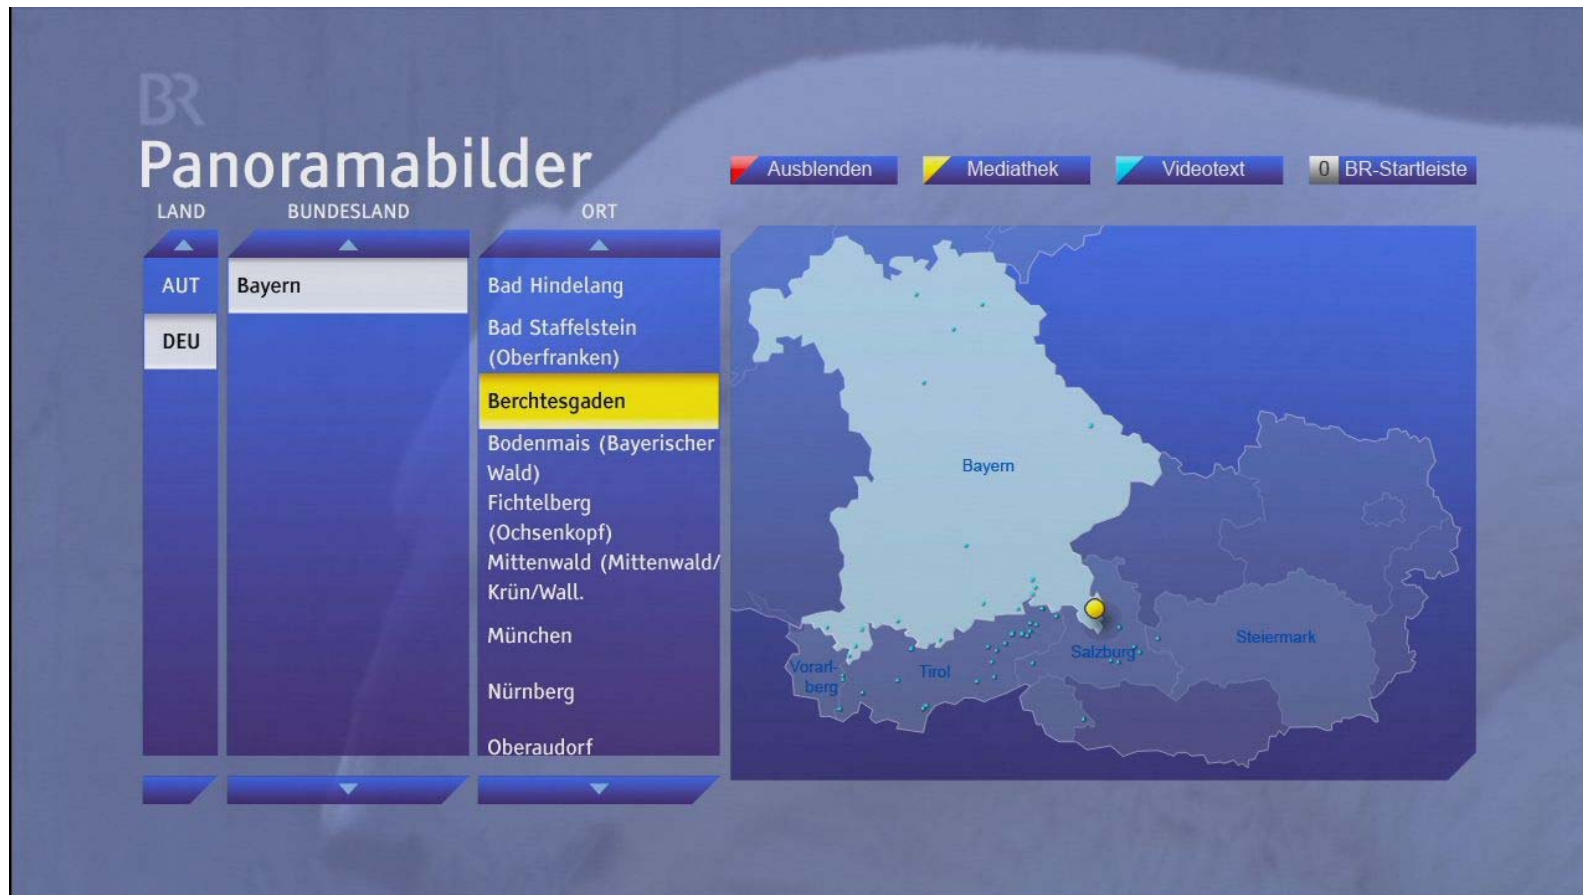 BR
Panoramabilder
Ausblenden
Mediathek
Videotext
0 BR-Startleiste
LAND
BUNDESLAND
ORT
AUT
DEU
Bayern
Bad Hindelang
Bad Staffelstein
(Oberfranken)
Berchtesgaden
Bodenmais (Bayerischer
Wald)
Fichtelberg
(Ochsenkopf)
Mittenwald (Mittenwald/
Krün/Wall.
München
Nürnberg
Oberaudorf
Bayern
Steiermark
Salzburg
Tirol
Vorarl-
berg